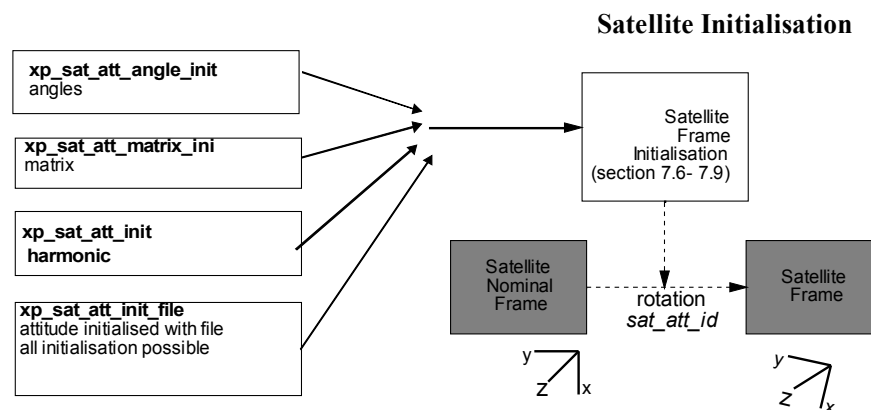 Satellite Initialisation
xp_sat_att_angle_init
angles
xp_sat_att_matrix_ini
matrix
xp_sat_att_init
harmonic
xp_sat_att_init_file
attitude initialised with file
all initialisation possible
Satellite
Frame
Initialisation
(section 7.6- 7.9)
Satellite
Nominal
Frame
rotation
sat_att_id
Satellite
Frame
y
z
x
y
z
x